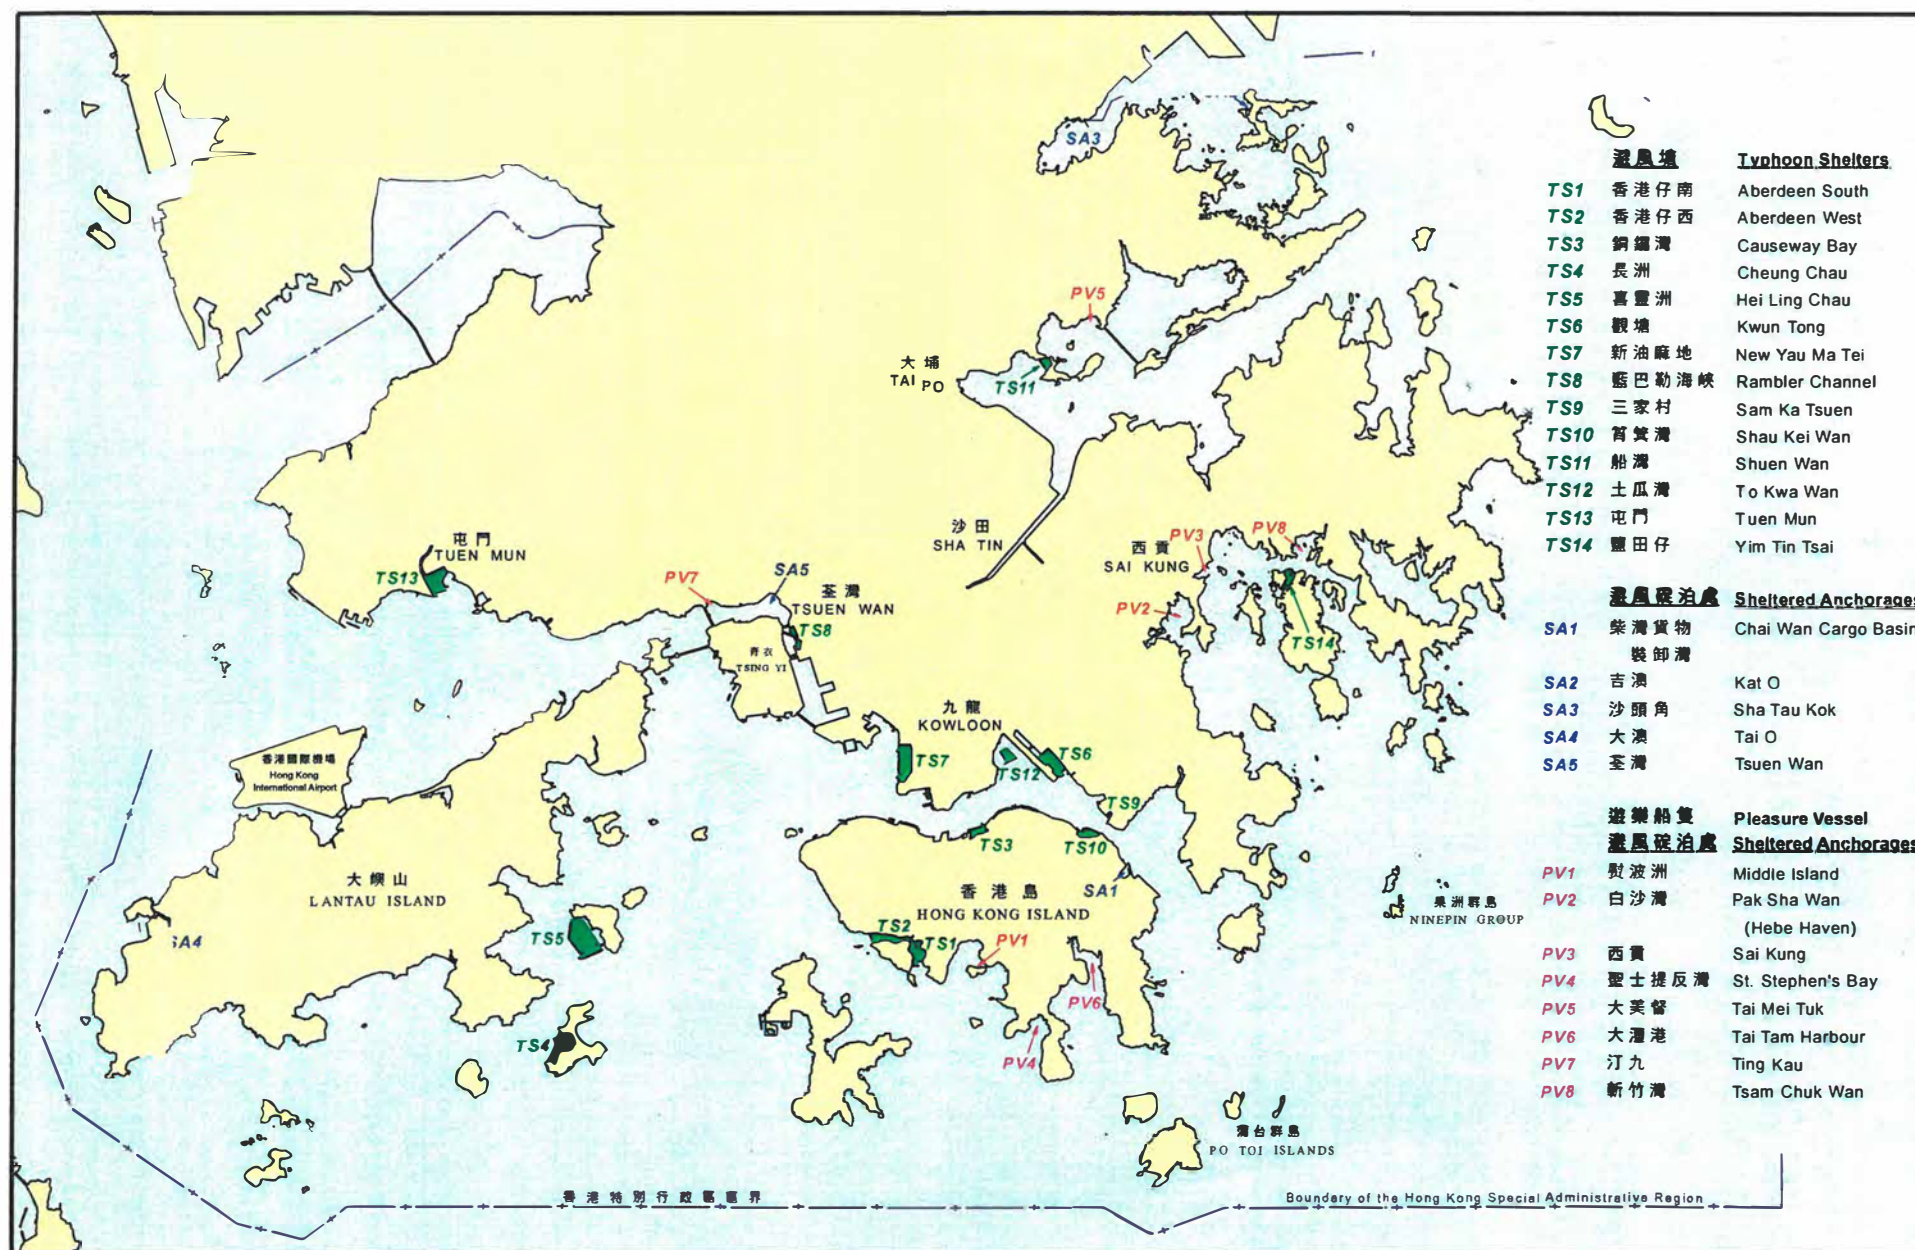 SA3
PV5
大埔
TAI PO
TS11
沙田
SHA TIN
西貢
SAI KUNG
PV3
PV8
PV2
TS14
屯門
TUEN MUN
TS13
PV7
SA5
荃灣
TSUEN WAN
TS8
青衣
TSING YI
九龍
KOWLOON
TS7
TS12
TS6
TS9
香港國際機場
Hong Kong
International Airport
大嶼山
LANTAU ISLAND
SA4
TS5
TS4
TS3
TS10
SA1
香港島
HONG KONG ISLAND
TS2
TS1
PV1
PV6
PV4
果洲群島
NINEPIN GROUP
蒲台群島
PO TOI ISLANDS
香港特別行政區區界
Boundary of the Hong Kong Special Administrative Region
避風塘 Typhoon Shelters
TS1 香港仔南 Aberdeen South
TS2 香港仔西 Aberdeen West
TS3 銅鑼灣 Causeway Bay
TS4 長洲 Cheung Chau
TS5 喜靈洲 Hei Ling Chau
TS6 觀塘 Kwun Tong
TS7 新油麻地 New Yau Ma Tei
TS8 藍巴勒海峽 Rambler Channel
TS9 三家村 Sam Ka Tsuen
TS10 筲箕灣 Shau Kei Wan
TS11 船灣 Shuen Wan
TS12 土瓜灣 To Kwa Wan
TS13 屯門 Tuen Mun
TS14 鹽田仔 Yim Tin Tsai
避風碇泊處 Sheltered Anchorages
SA1 柴灣貨物 Chai Wan Cargo Basin
裝卸灣
SA2 吉澳 Kat O
SA3 沙頭角 Sha Tau Kok
SA4 大澳 Tai O
SA5 荃灣 Tsuen Wan
遊樂船隻 Pleasure Vessel
避風碇泊處 Sheltered Anchorages
PV1 熨波洲 Middle Island
PV2 白沙灣 Pak Sha Wan
(Hebe Haven)
PV3 西貢 Sai Kung
PV4 聖士提反灣 St. Stephen's Bay
PV5 大美督 Tai Mei Tuk
PV6 大潭港 Tai Tam Harbour
PV7 汀九 Ting Kau
PV8 斬竹灣 Tsam Chuk Wan